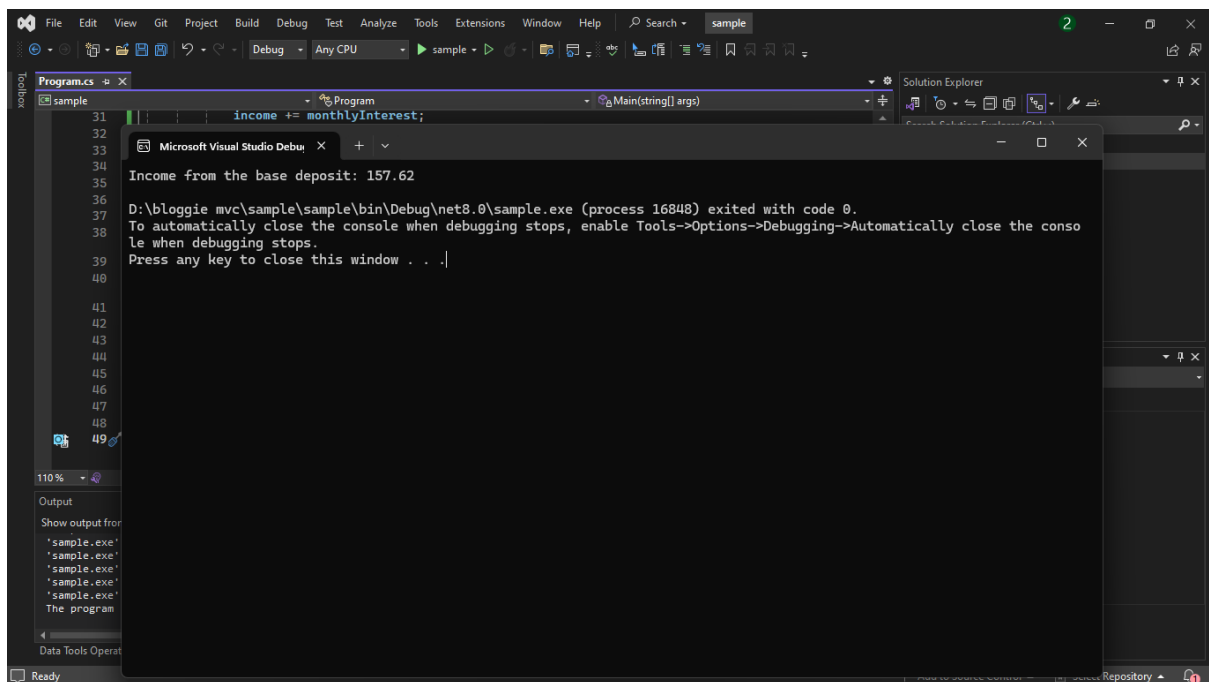 File Edit View Git Project Build Debug Test Analyze Tools Extensions Window Help Search sample 2
Debug Any CPU sample
Toolbox
Program.cs
Solution Explorer
sample Program Main(string[] args)
31 income += monthlyInterest;
32
33
34
35
36
37
38
39
40
41
42
43
44
45
46
47
48
49
Microsoft Visual Studio Debug
Income from the base deposit: 157.62
D:\bloggie mvc\sample\sample\bin\Debug\net8.0\sample.exe (process 16848) exited with code 0.
To automatically close the console when debugging stops, enable Tools->Options->Debugging->Automatically close the conso
le when debugging stops.
Press any key to close this window . . .
110 %
Output
Show output from
'sample.exe'
'sample.exe'
'sample.exe'
'sample.exe'
'sample.exe'
The program
Data Tools Operat
Ready
Select Repository 1